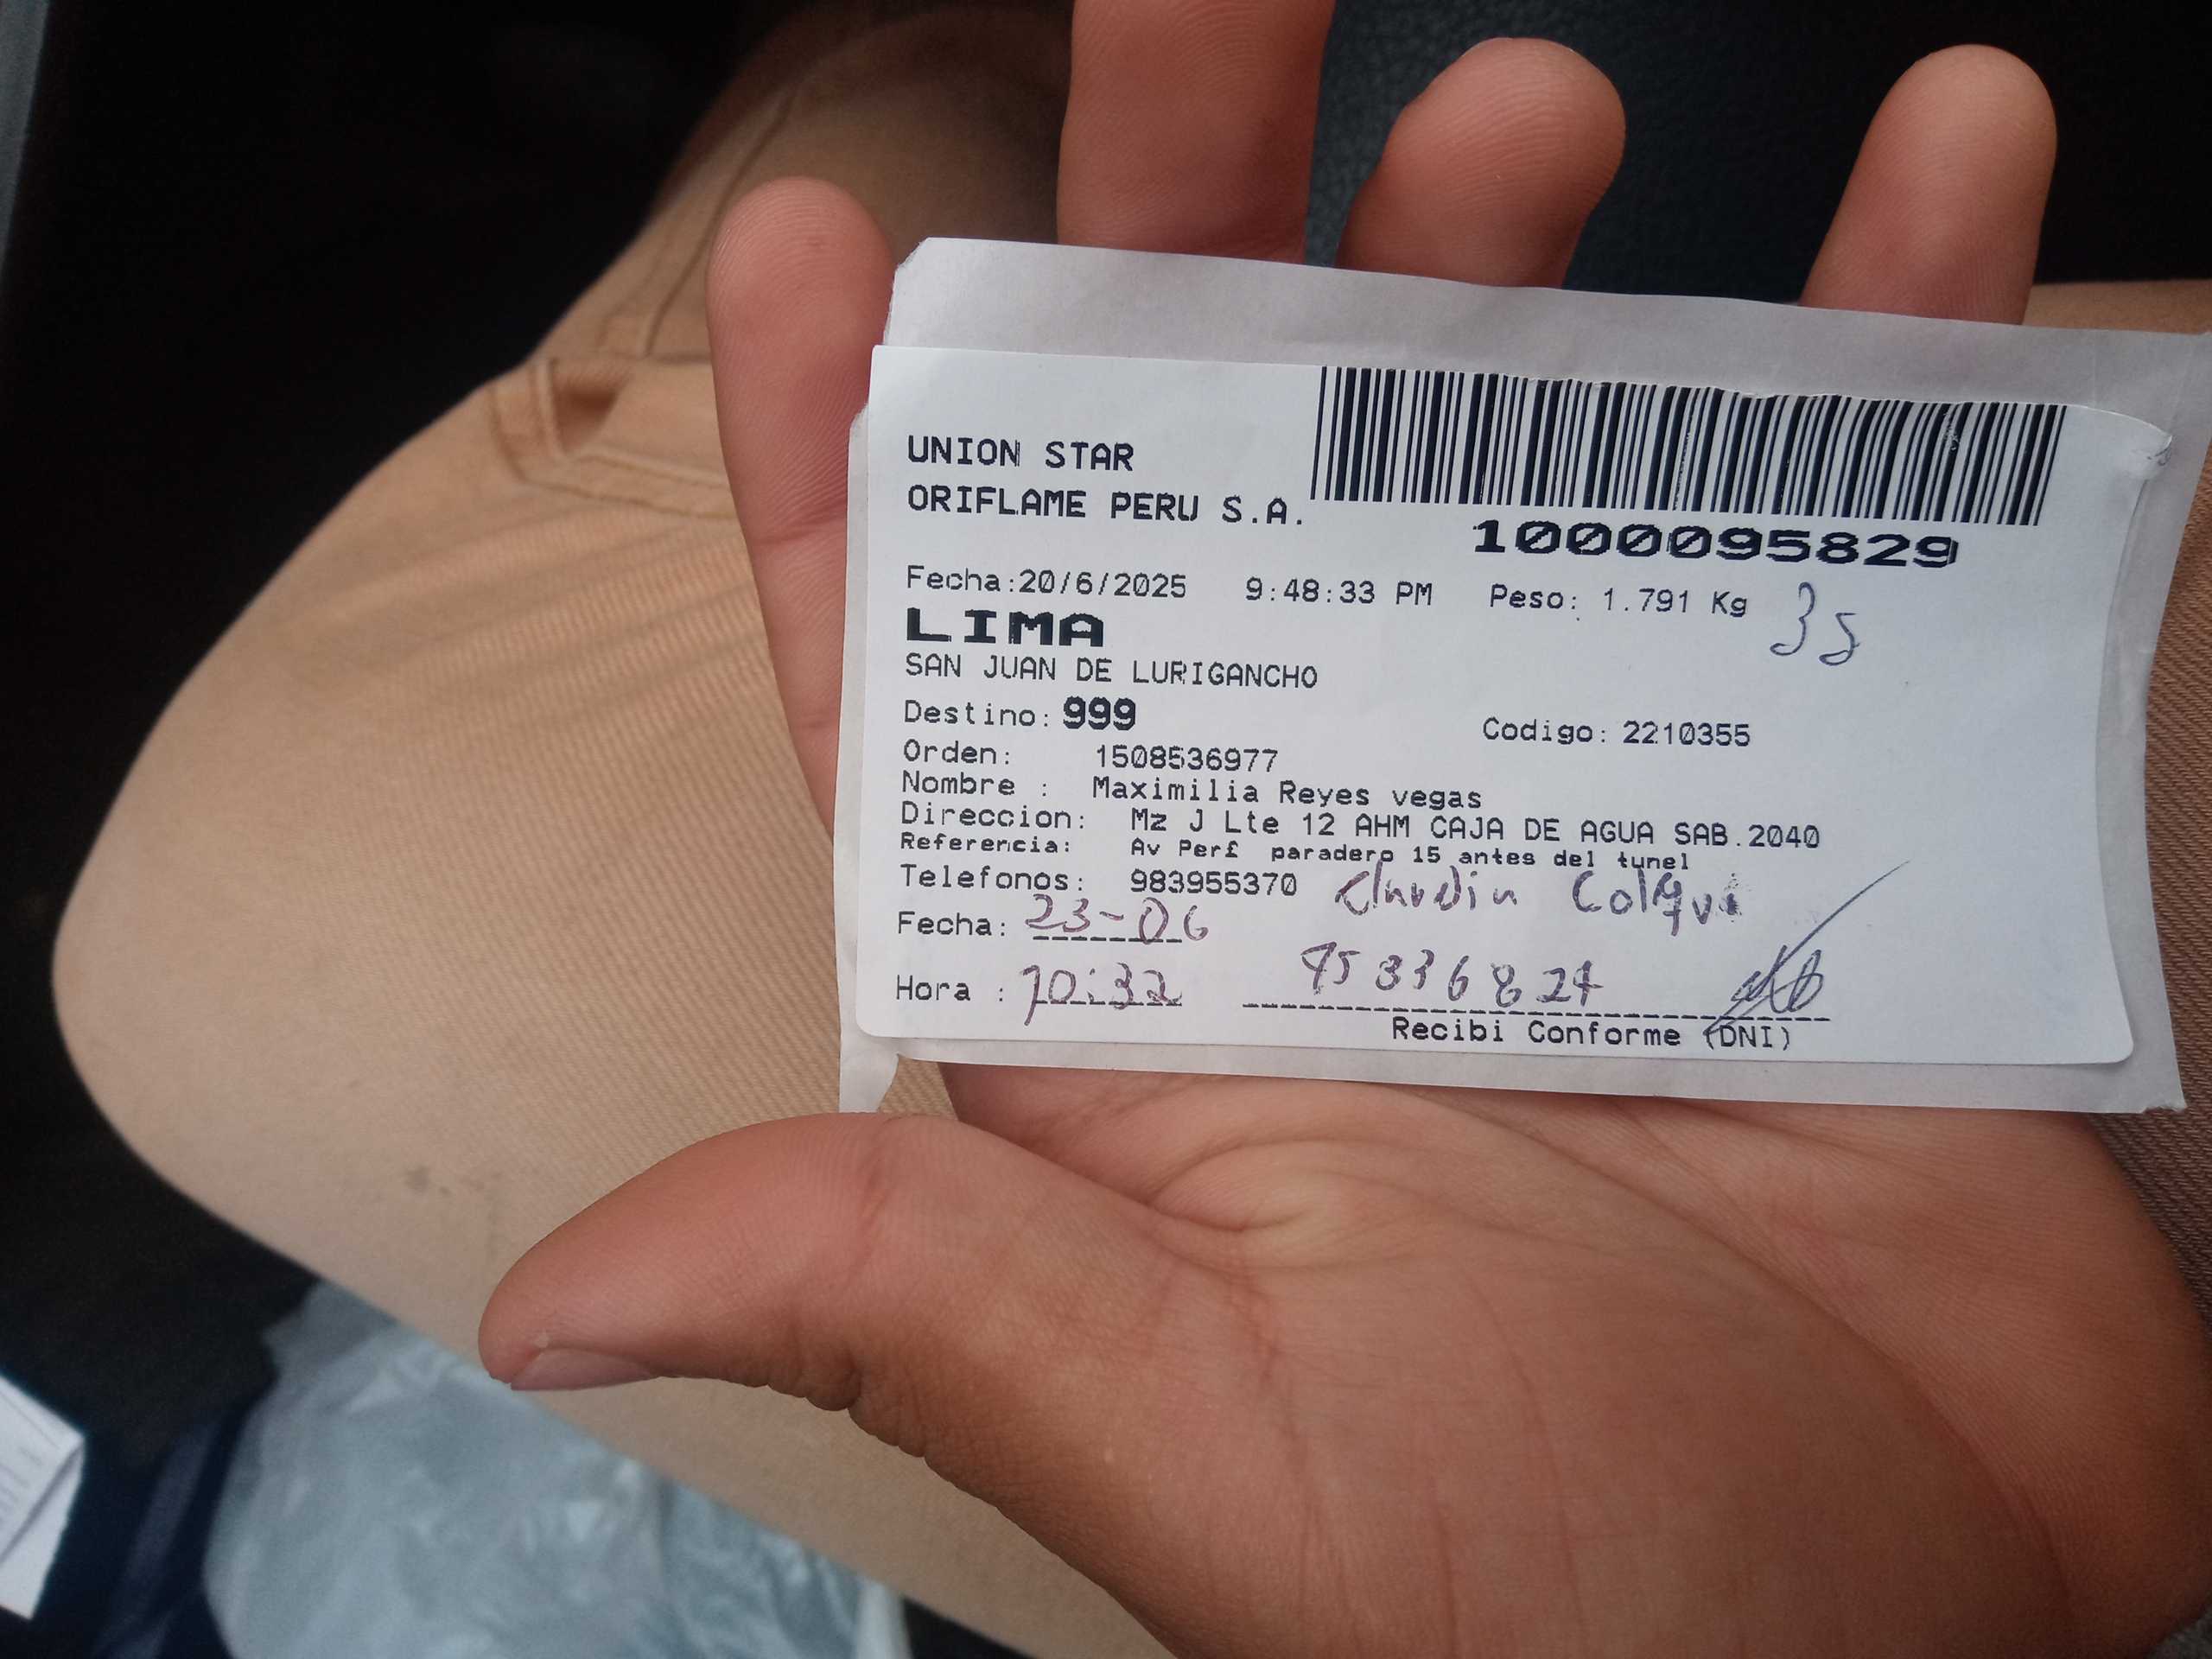 UNION STAR
ORIFLAME PERU S.A.
1000095829
Fecha:20/6/2025 9:48:33 PM Peso: 1.791 Kg 35
LIMA
SAN JUAN DE LURIGANCHO
Destino: 999 Codigo: 2210355
Orden: 1508536977
Nombre : Maximilia Reyes vegas
Direccion: Mz J Lte 12 AHM CAJA DE AGUA SAB.2040
Referencia: Av Per£ paradero 15 antes del tunel
Telefonos: 983955370 Claudia Colqui
Fecha: 23-06
Hora : 10:32
Recibi Conforme (DNI)